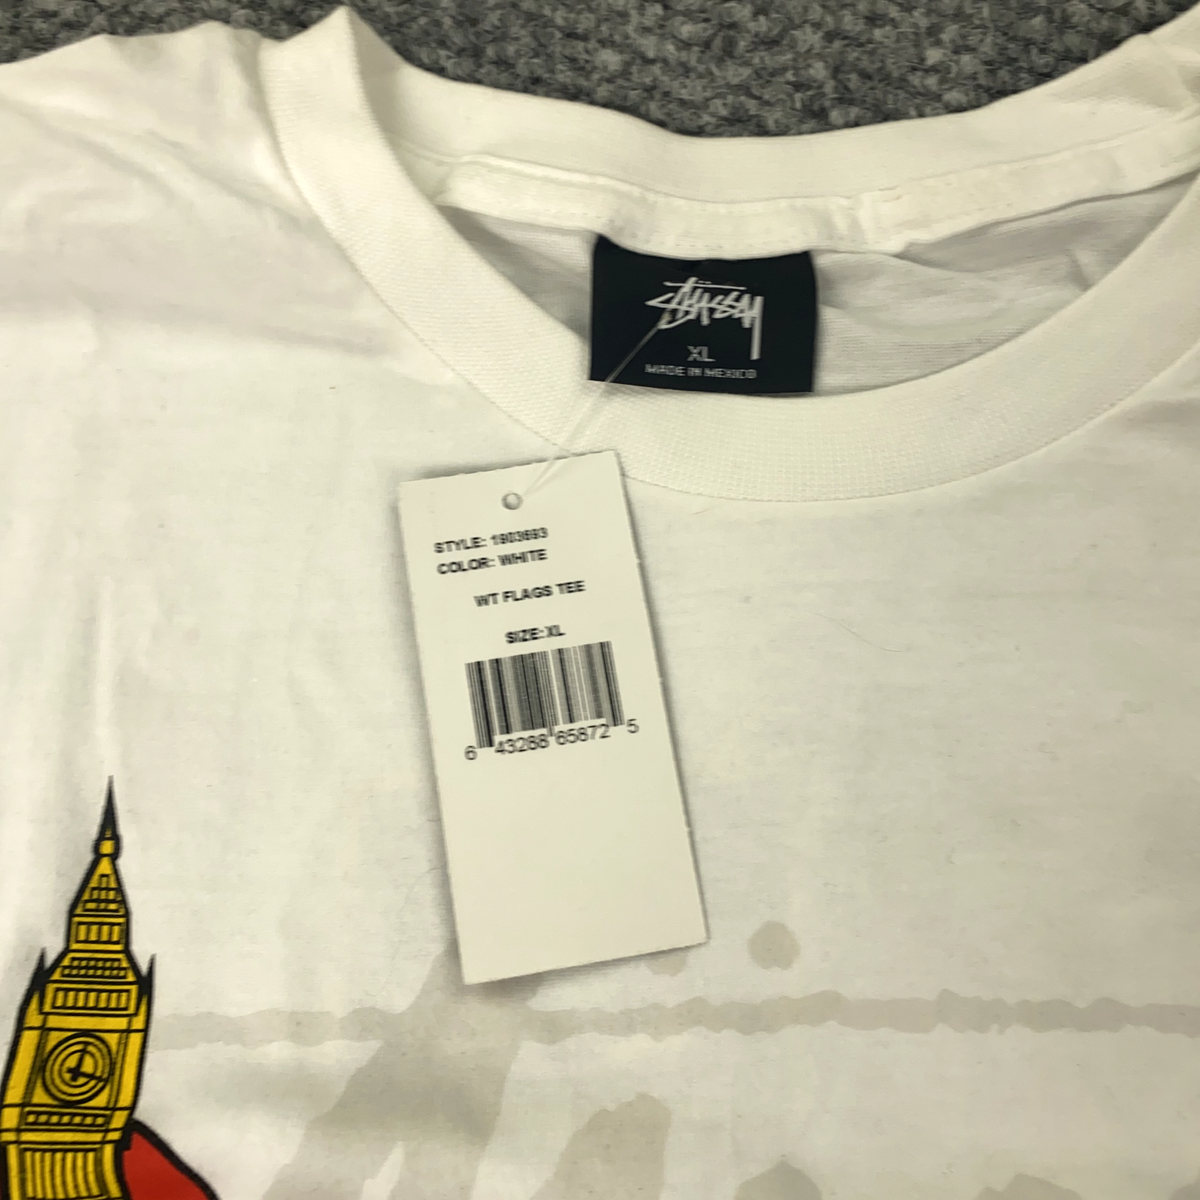 STÜSSY
XL
MADE IN MEXICO
STYLE: 1903693
COLOR: WHITE
WT FLAGS TEE
SIZE: XL
6 43288 65872 5